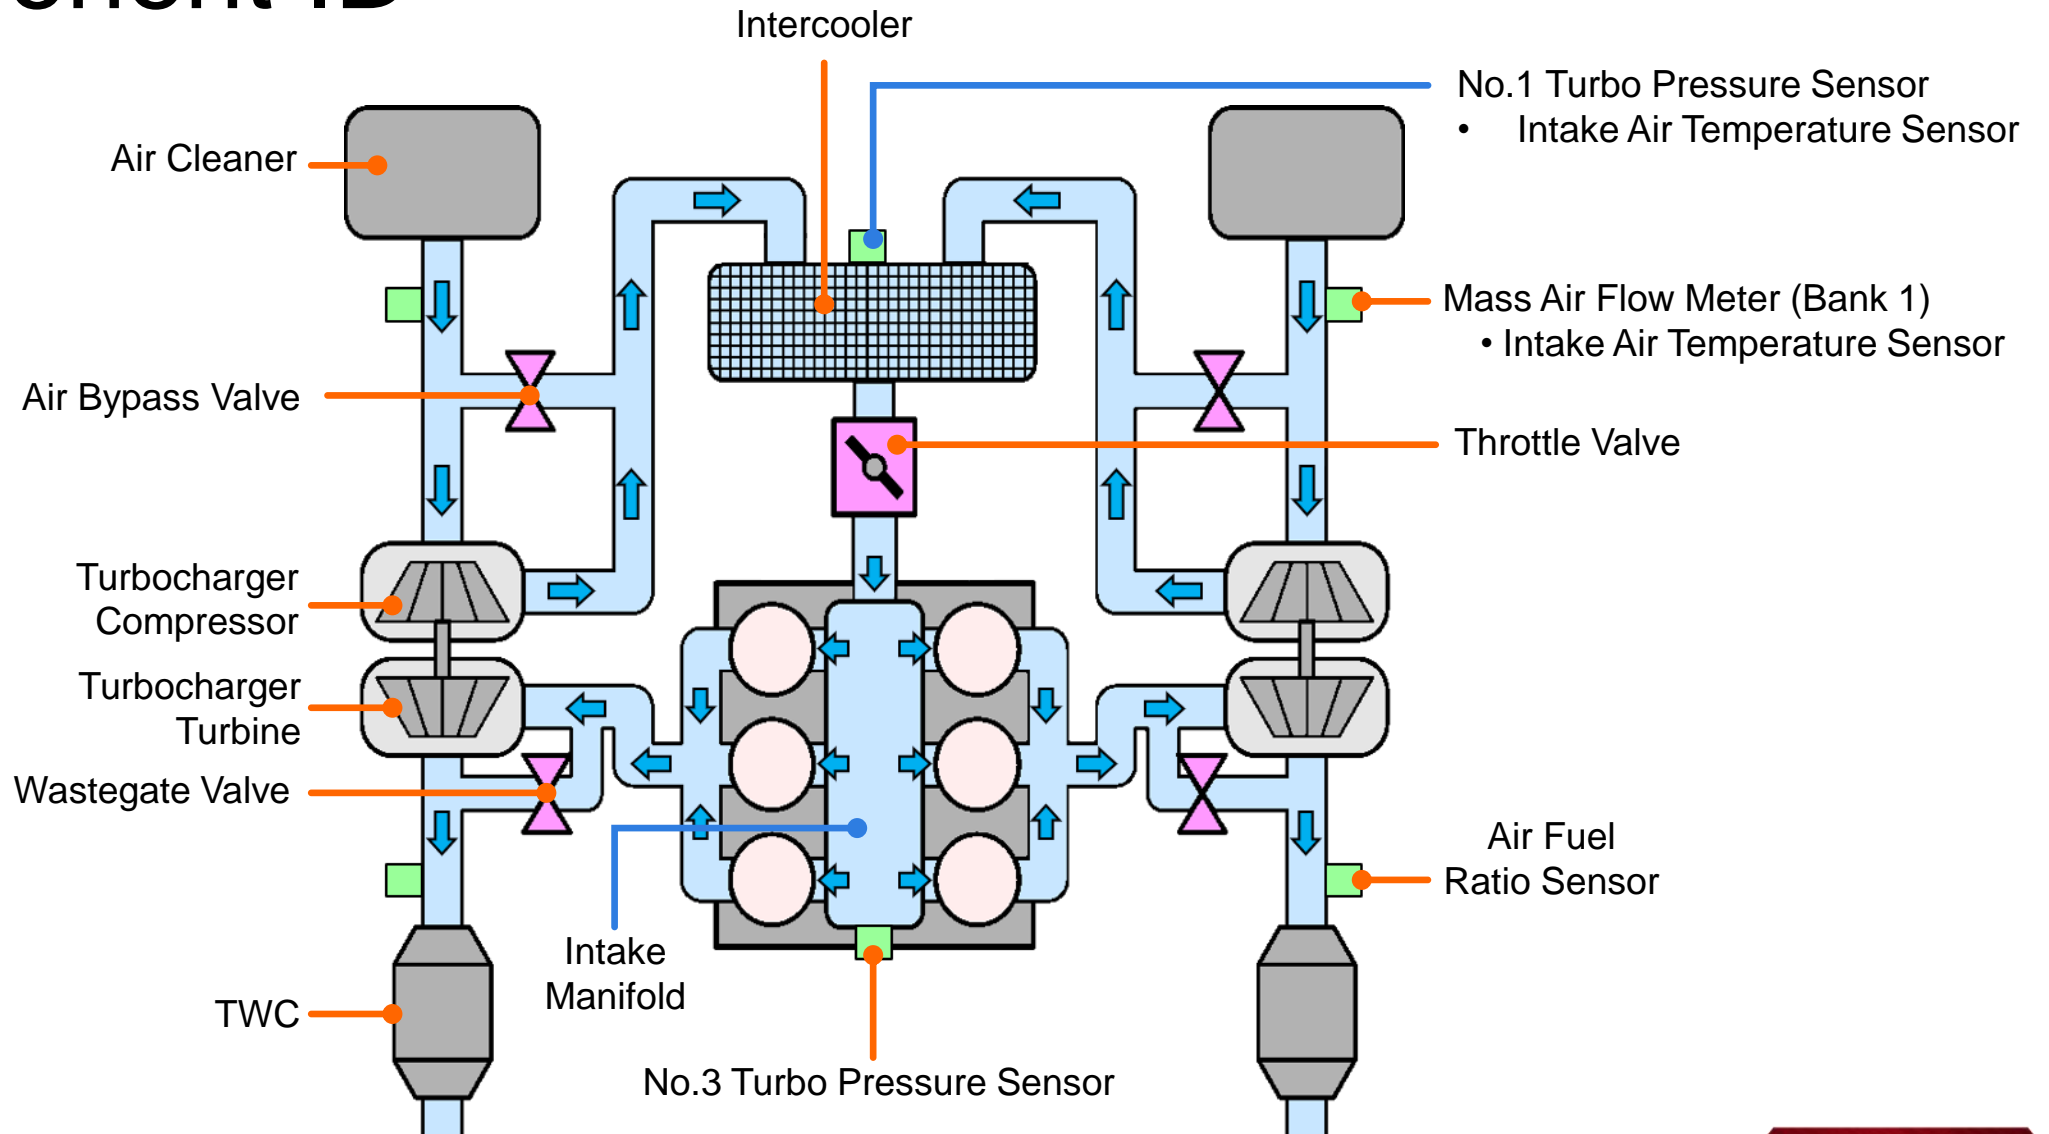 Intercooler
No.1 Turbo Pressure Sensor
• Intake Air Temperature Sensor
Air Cleaner
Mass Air Flow Meter (Bank 1)
• Intake Air Temperature Sensor
Air Bypass Valve
Throttle Valve
Turbocharger
Compressor
Turbocharger
Turbine
Wastegate Valve
Air Fuel
Ratio Sensor
Intake
Manifold
TWC
No.3 Turbo Pressure Sensor